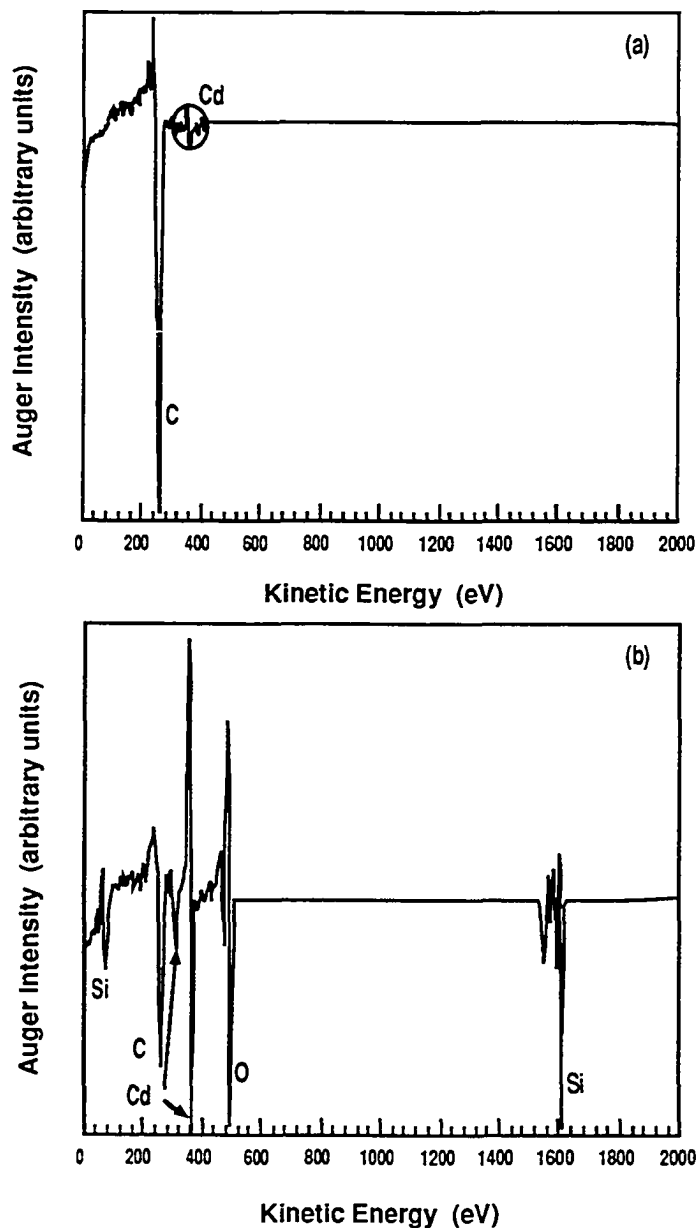 (a)
Cd
C
Auger Intensity (arbitrary units)
0 200 400 600 800 1000 1200 1400 1600 1800 2000
Kinetic Energy (eV)
(b)
Si
C
Cd
O
Si
Auger Intensity (arbitrary units)
0 200 400 600 800 1000 1200 1400 1600 1800 2000
Kinetic Energy (eV)